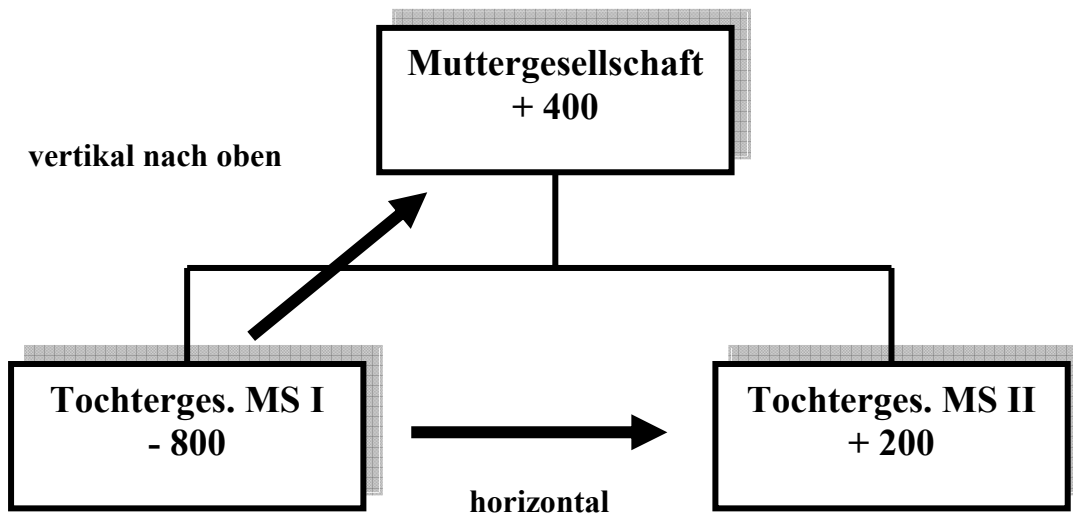 Muttergesellschaft
+ 400
vertikal nach oben
Tochterges. MS I
- 800
Tochterges. MS II
+ 200
horizontal